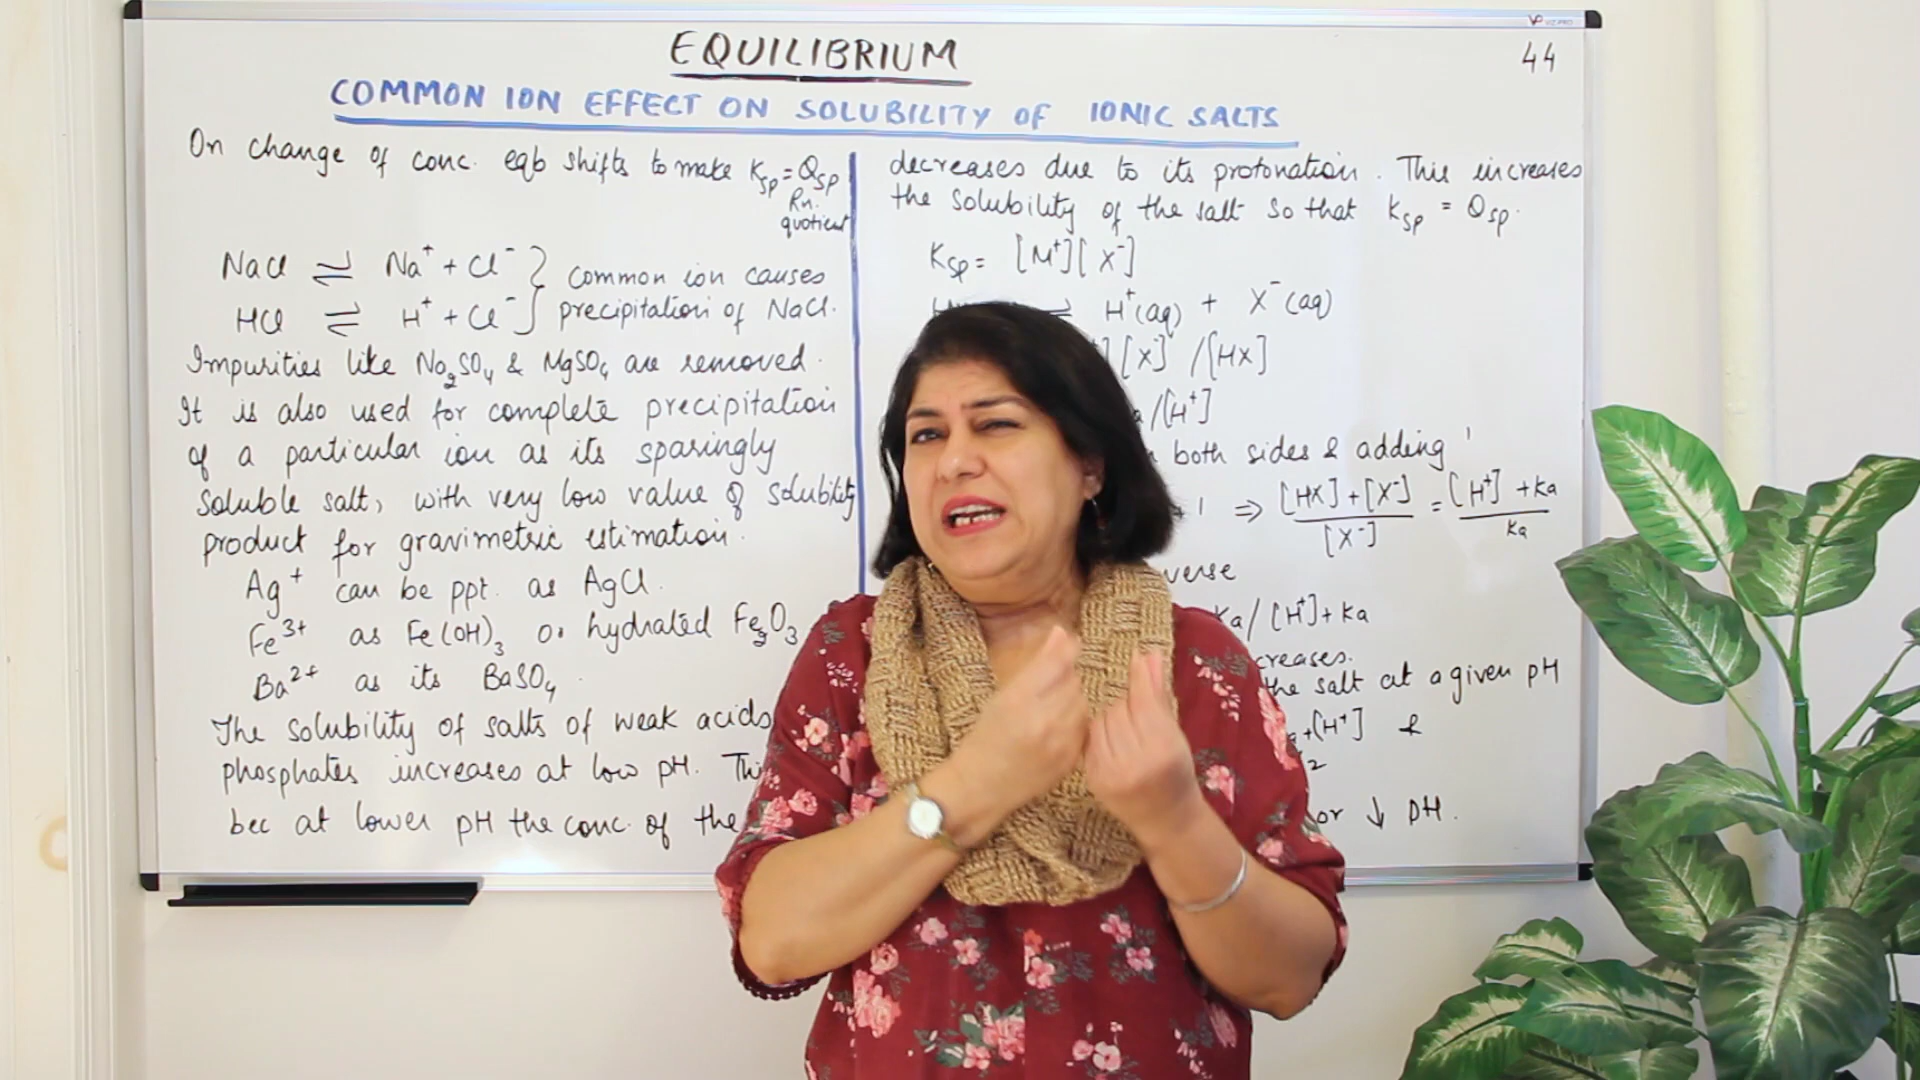 VIZ-PRO
EQUILIBRIUM
44
COMMON ION EFFECT ON SOLUBILITY OF IONIC SALTS
On change of conc. eqb shifts to make Ksp = Qsp
Rn.
quotient
NaCl ⇌ Na⁺ + Cl⁻ } common ion causes
HCl ⇌ H⁺ + Cl⁻ } precipitation of NaCl.
Impurities like Na₂SO₄ & MgSO₄ are removed.
It is also used for complete precipitation
of a particular ion as its sparingly
soluble salt, with very low value of solubility
product for gravimetric estimation.
Ag⁺ can be ppt. as AgCl.
Fe³⁺ as Fe(OH)₃ or hydrated Fe₂O₃
Ba²⁺ as its BaSO₄.
The solubility of salts of weak acids
phosphates increases at low pH. Thi
bec at lower pH the conc. of the
decreases due to its protonation. This increases
the solubility of the salt so that Ksp = Qsp.
Ksp = [M⁺][X⁻]
⇌ H⁺(aq) + X⁻(aq)
[X⁻] / [HX]
/[H⁺]
both sides & adding 1
1 ⇒ [HX] + [X⁻] / [X⁻] = [H⁺] + Ka / Ka
verse
Ka / [H⁺] + Ka
creases.
the salt at a given pH
+[H⁺] &
2
or ↓ pH.